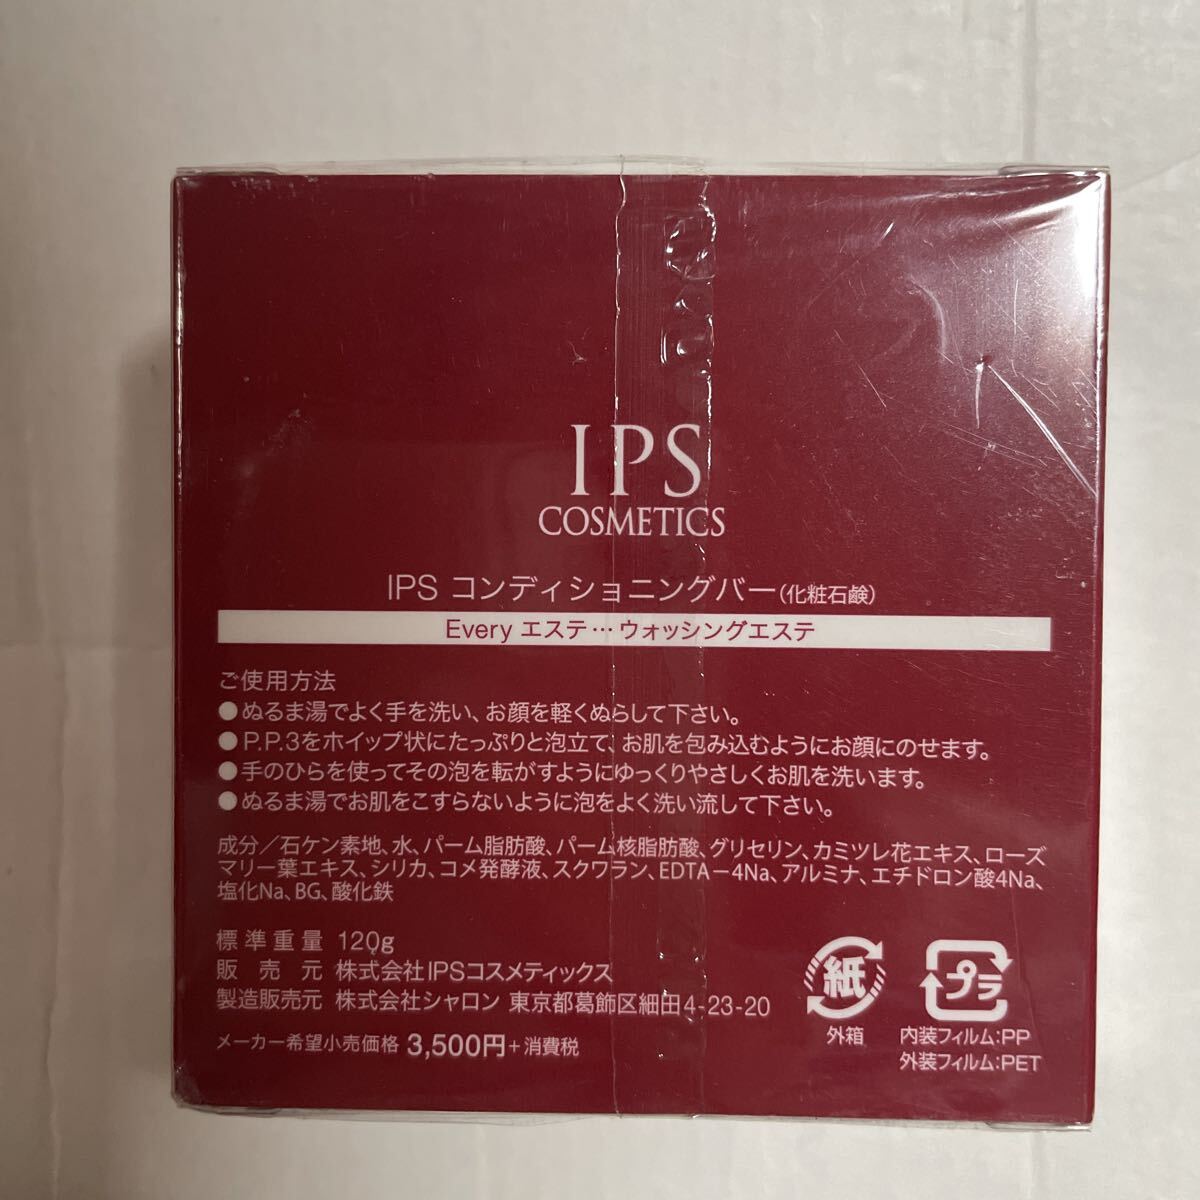 IPS
COSMETICS
IPS コンディショニングバー(化粧石鹸)
Every エステ…ウォッシングエステ
ご使用方法
●ぬるま湯でよく手を洗い、お顔を軽くぬらして下さい。
●P.P.3をホイップ状にたっぷりと泡立て、お肌を包み込むようにお顔にのせます。
●手のひらを使ってその泡を転がすようにゆっくりやさしくお肌を洗います。
●ぬるま湯でお肌をこすらないように泡をよく洗い流して下さい。
成分/石ケン素地、水、パーム脂肪酸、パーム核脂肪酸、グリセリン、カミツレ花エキス、ローズ
マリー葉エキス、シリカ、コメ発酵液、スクワラン、EDTA-4Na、アルミナ、エチドロン酸4Na、
塩化Na、BG、酸化鉄
標準重量 120g
販売元 株式会社IPSコスメティックス
製造販売元 株式会社シャロン 東京都葛飾区細田4-23-20
メーカー希望小売価格 3,500円+消費税
紙
外箱
プラ
内装フィルム:PP
外装フィルム:PET